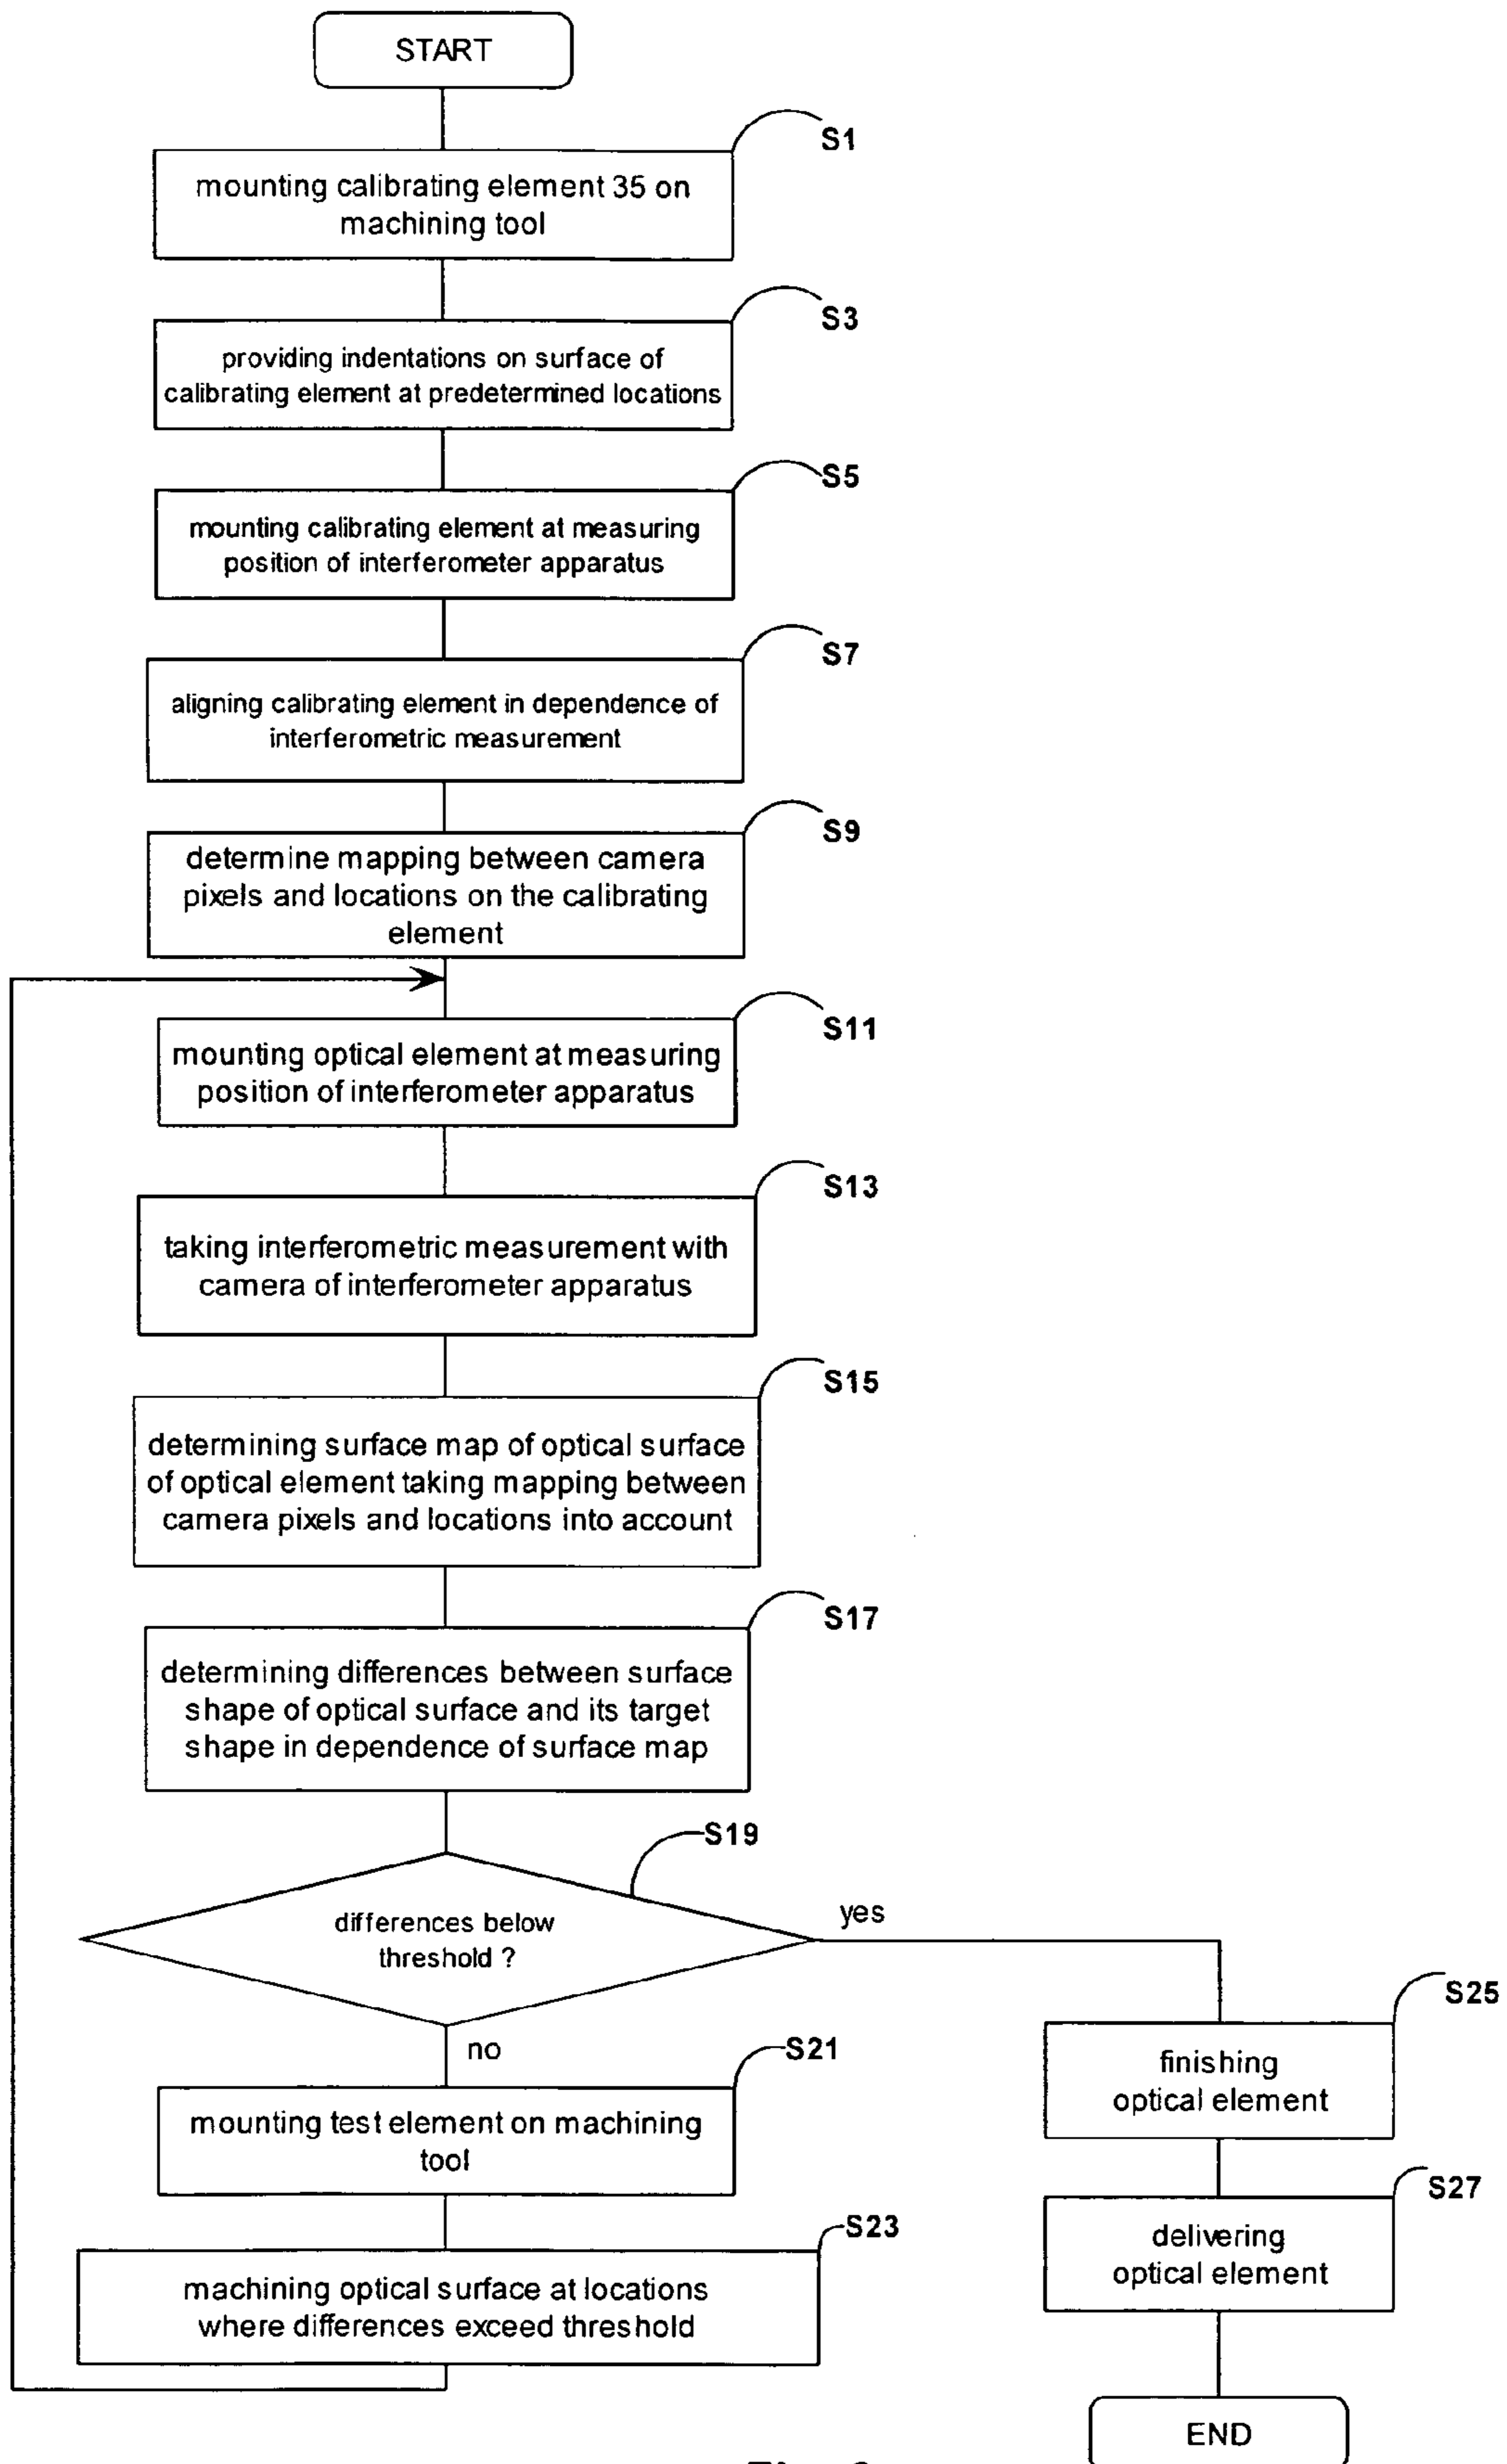 START
S1
mounting calibrating element 35 on
machining tool
S3
providing indentations on surface of
calibrating element at predetermined locations
S5
mounting calibrating element at measuring
position of interferometer apparatus
S7
aligning calibrating element in dependence of
interferometric measurement
S9
determine mapping between camera
pixels and locations on the calibrating
element
S11
mounting optical element at measuring
position of interferometer apparatus
S13
taking interferometric measurement with
camera of interferometer apparatus
S15
determining surface map of optical surface
of optical element taking mapping between
camera pixels and locations into account
S17
determining differences between surface
shape of optical surface and its target
shape in dependence of surface map
S19
differences below
threshold ?
yes
no
S21
mounting test element on machining
tool
S23
machining optical surface at locations
where differences exceed threshold
S25
finishing
optical element
S27
delivering
optical element
END